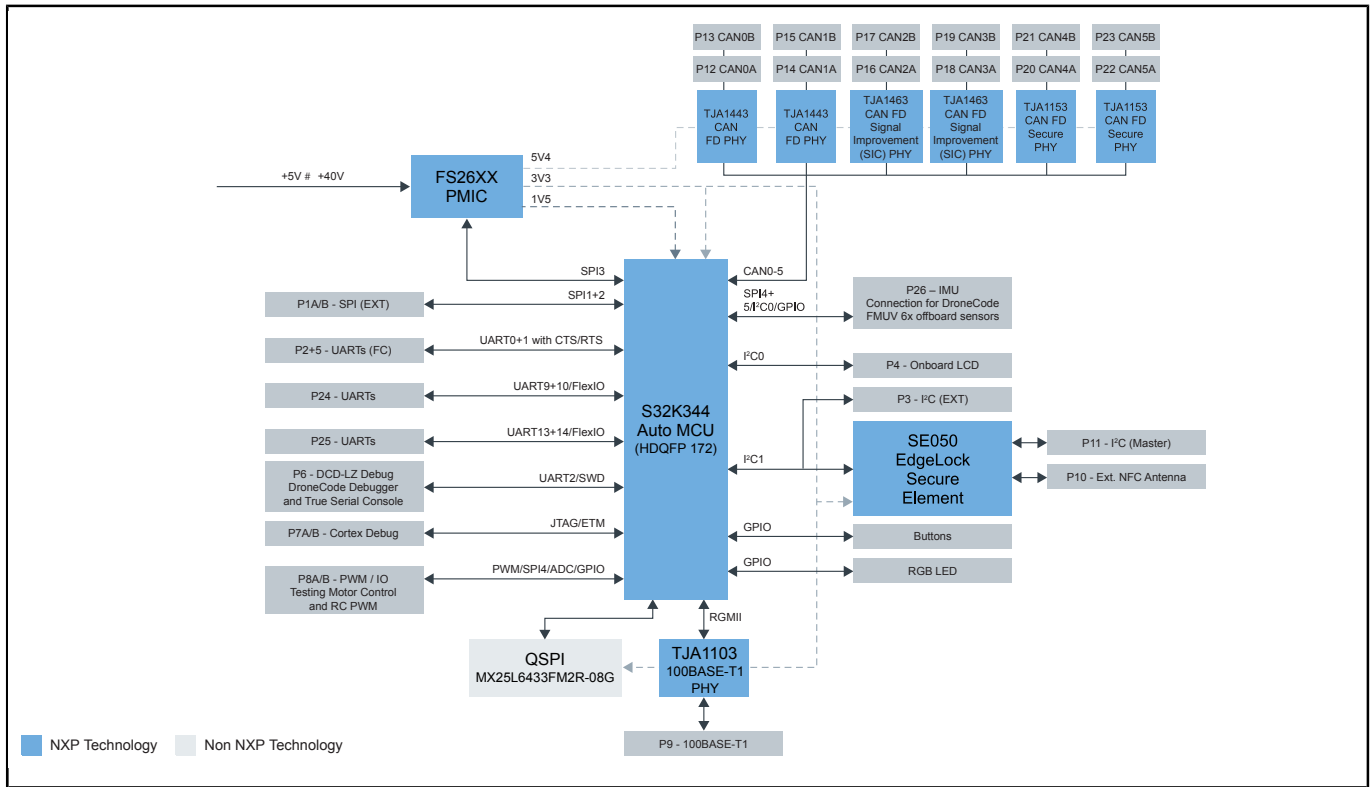 P13 CAN0B
P15 CAN1B
P17 CAN2B
P19 CAN3B
P21 CAN4B
P23 CAN5B
P12 CAN0A
P14 CAN1A
P16 CAN2A
P18 CAN3A
P20 CAN4A
P22 CAN5A
TJA1443
CAN
FD PHY
TJA1443
CAN
FD PHY
TJA1463
CAN FD
Signal
Improvement
(SIC) PHY
TJA1463
CAN FD
Signal
Improvement
(SIC) PHY
TJA1153
CAN FD
Secure
PHY
TJA1153
CAN FD
Secure
PHY
+5V # +40V
FS26XX
PMIC
5V4
3V3
1V5
SPI3
SPI1+2
UART0+1 with CTS/RTS
UART9+10/FlexIO
UART13+14/FlexIO
UART2/SWD
JTAG/ETM
PWM/SPI4/ADC/GPIO
P1A/B - SPI (EXT)
P2+5 - UARTs (FC)
P24 - UARTs
P25 - UARTs
P6 - DCD-LZ Debug
DroneCode Debugger
and True Serial Console
P7A/B - Cortex Debug
P8A/B - PWM / IO
Testing Motor Control
and RC PWM
S32K344
Auto MCU
(HDQFP 172)
CAN0-5
SPI4+
5/I²C0/GPIO
I²C0
I²C1
GPIO
GPIO
RGMII
P26 – IMU
Connection for DroneCode
FMUV 6x offboard sensors
P4 - Onboard LCD
P3 - I²C (EXT)
SE050
EdgeLock
Secure
Element
P11 - I²C (Master)
P10 - Ext. NFC Antenna
Buttons
RGB LED
QSPI
MX25L6433FM2R-08G
TJA1103
100BASE-T1
PHY
P9 - 100BASE-T1
NXP Technology
Non NXP Technology